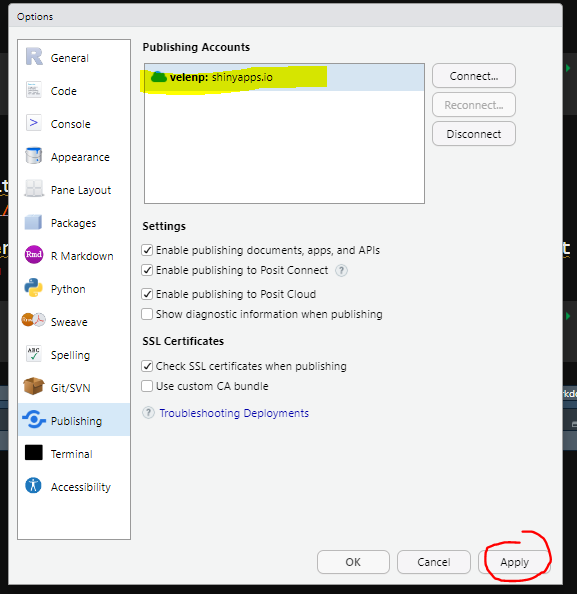 Options
R General
Code
> Console
Appearance
Pane Layout
Packages
Rmd R Markdown
Python
Sweave
ABC Spelling
Git/SVN
Publishing
Terminal
Accessibility
Publishing Accounts
velenp: shinyapps.io
Connect...
Reconnect...
Disconnect
Settings
Enable publishing documents, apps, and APIs
Enable publishing to Posit Connect ?
Enable publishing to Posit Cloud
Show diagnostic information when publishing
SSL Certificates
Check SSL certificates when publishing
Use custom CA bundle
? Troubleshooting Deployments
OK
Cancel
Apply